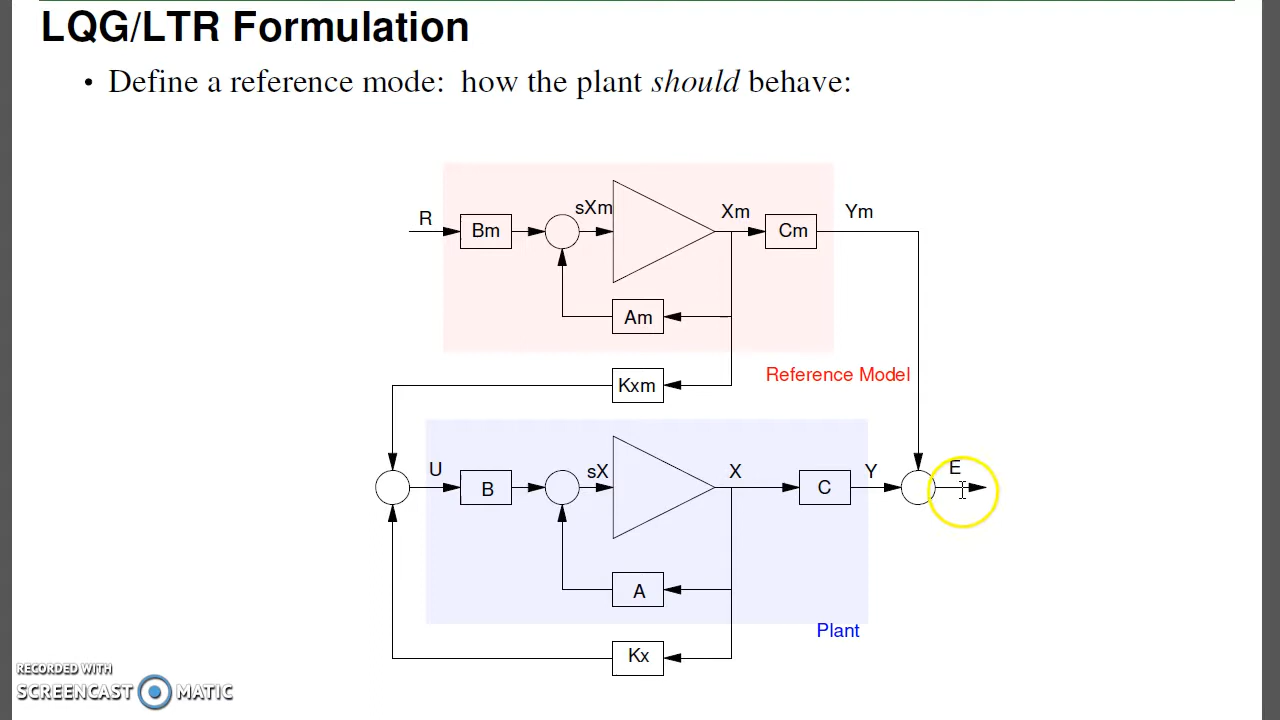 LQG/LTR Formulation
• Define a reference mode: how the plant should behave:
R
Bm
sXm
Xm
Cm
Ym
Am
Kxm
Reference Model
U
B
sX
X
C
Y
E
A
Plant
Kx
RECORDED WITH
SCREENCAST MATIC